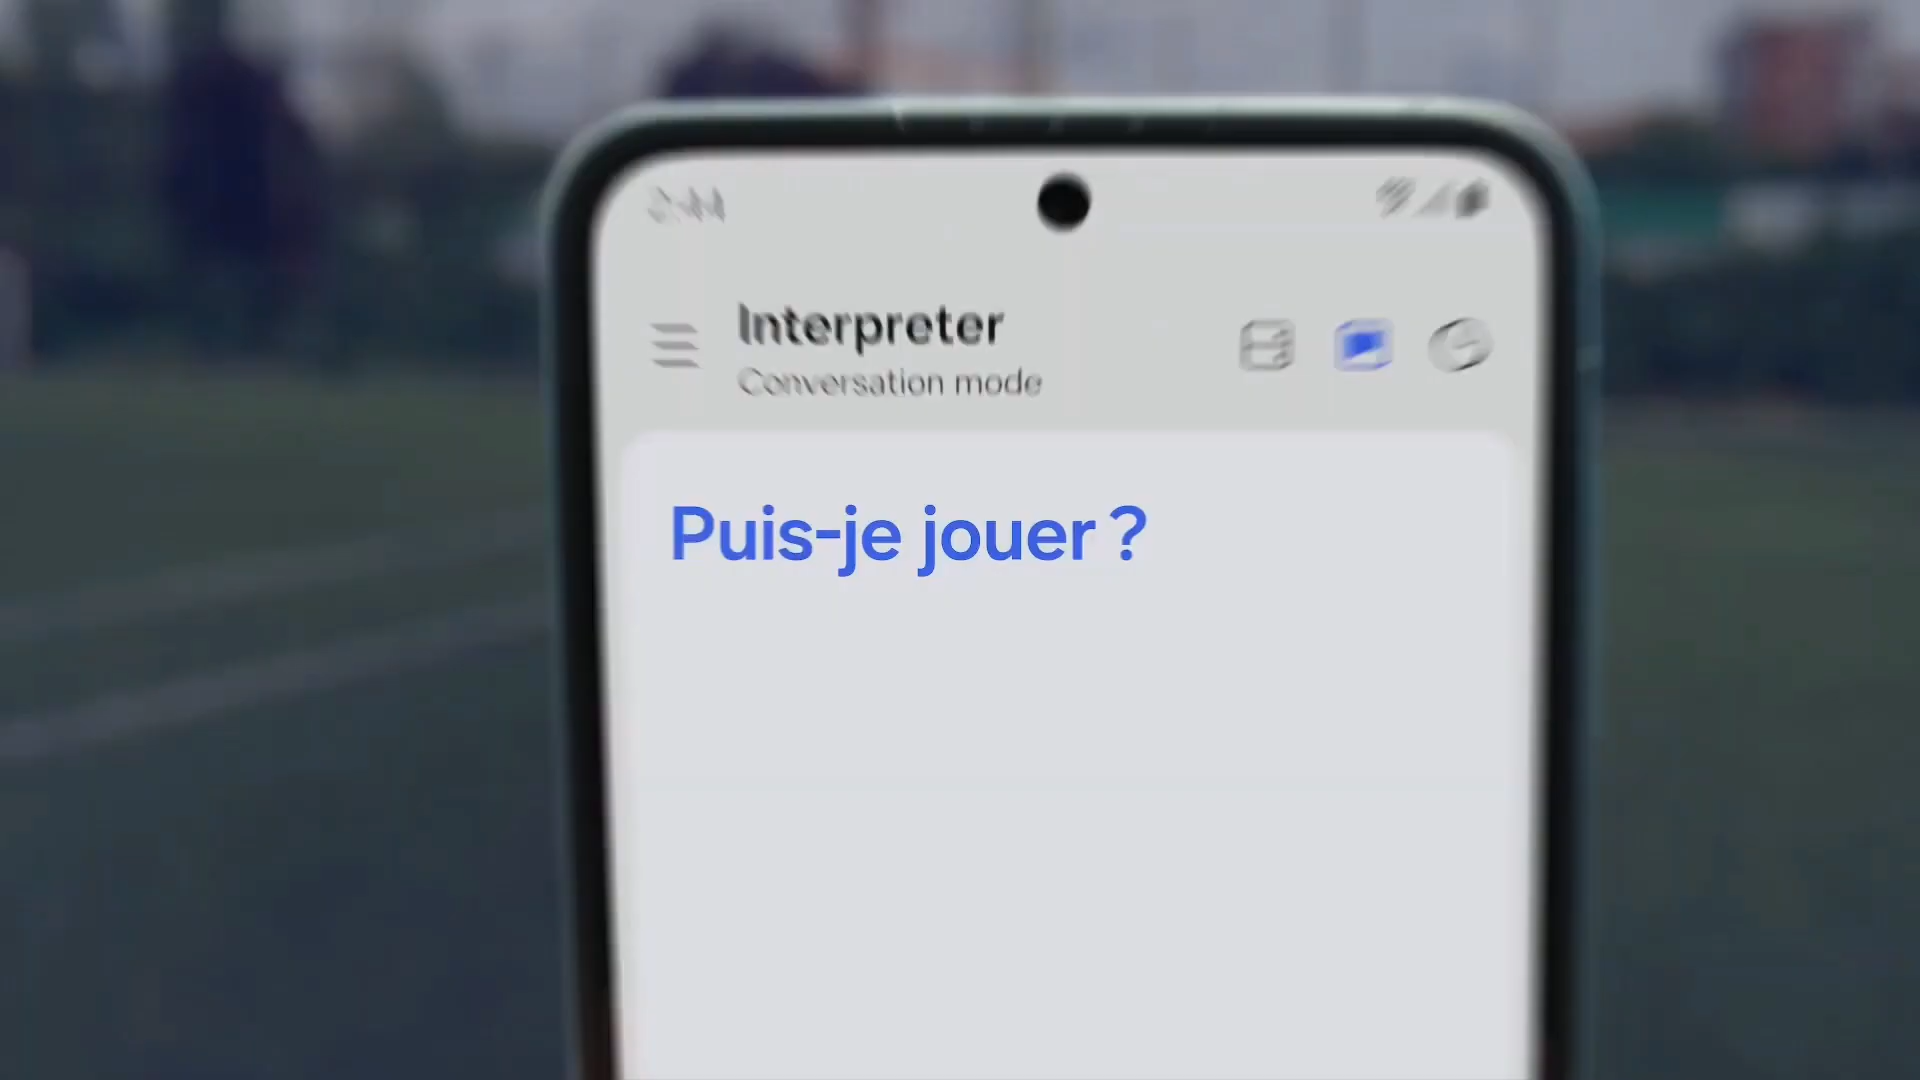 Interpreter
Conversation mode
Puis-je jouer ?